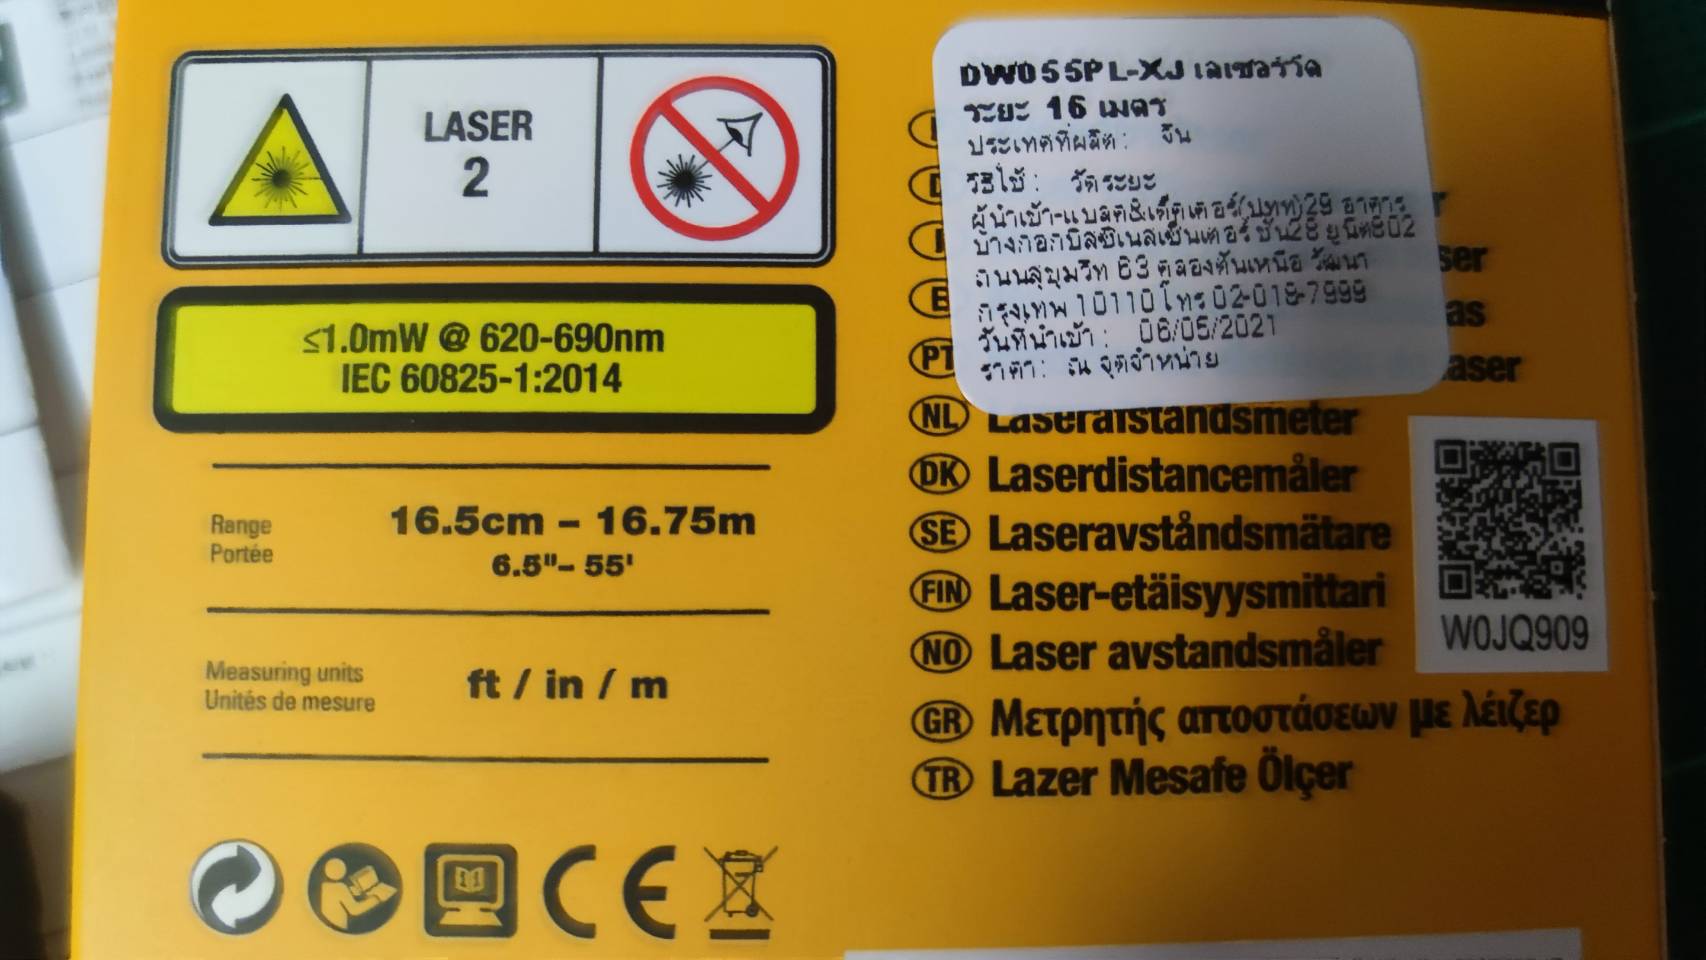 LASER
2
≤1.0mW @ 620-690nm
IEC 60825-1:2014
Range
Portée
16.5cm – 16.75m
6.5"– 55'
Measuring units
Unités de mesure
ft / in / m
CE
DW055PL-XJ เลเซอร์วัด
ระยะ 16 เมตร
ประเทศที่ผลิต: จีน
วิธีใช้: วัดระยะ
ผู้นำเข้า-แบลค&เด็คเดอร์(ปทท)29 อาคาร
บางกอกบิสซิเนสเซ็นเตอร์ ชั้น28 ยูนิต802
ถนนสุขุมวิท 63 คลองตันเหนือ วัฒนา
กรุงเทพ 10110 โทร 02-018-7999
วันที่นำเข้า: 06/05/2021
ราคา: ณ จุดจำหน่าย
PT
NL Laserafstandsmeter
DK Laserdistancemåler
SE Laseravståndsmätare
FIN Laser-etäisyysmittari
NO Laser avstandsmåler
GR Μετρητής αποστάσεων με λέιζερ
TR Lazer Mesafe Ölçer
W0JQ909